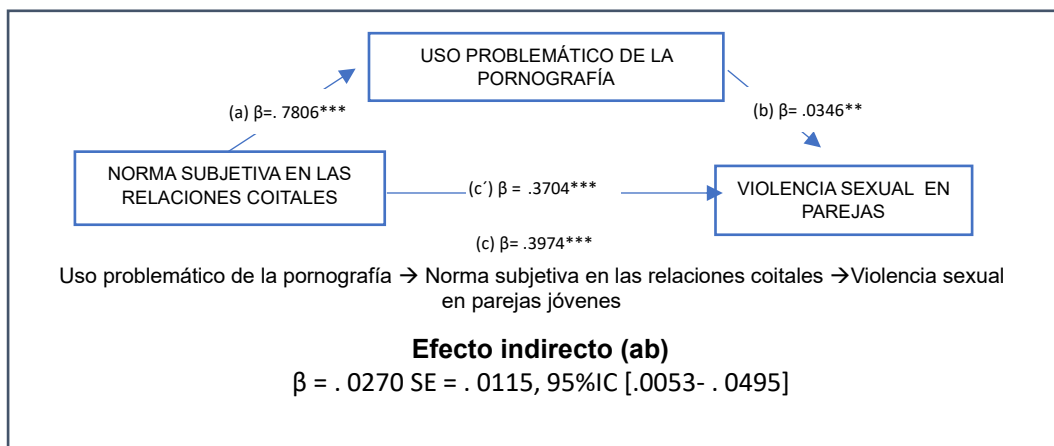 USO PROBLEMÁTICO DE LA
PORNOGRAFÍA
(a) β=. 7806***
(b) β= .0346**
NORMA SUBJETIVA EN LAS
RELACIONES COITALES
(c´) β = .3704***
VIOLENCIA SEXUAL EN
PAREJAS
(c) β= .3974***
Uso problemático de la pornografía → Norma subjetiva en las relaciones coitales →Violencia sexual
en parejas jóvenes
Efecto indirecto (ab)
β = . 0270 SE = . 0115, 95%IC [.0053- . 0495]